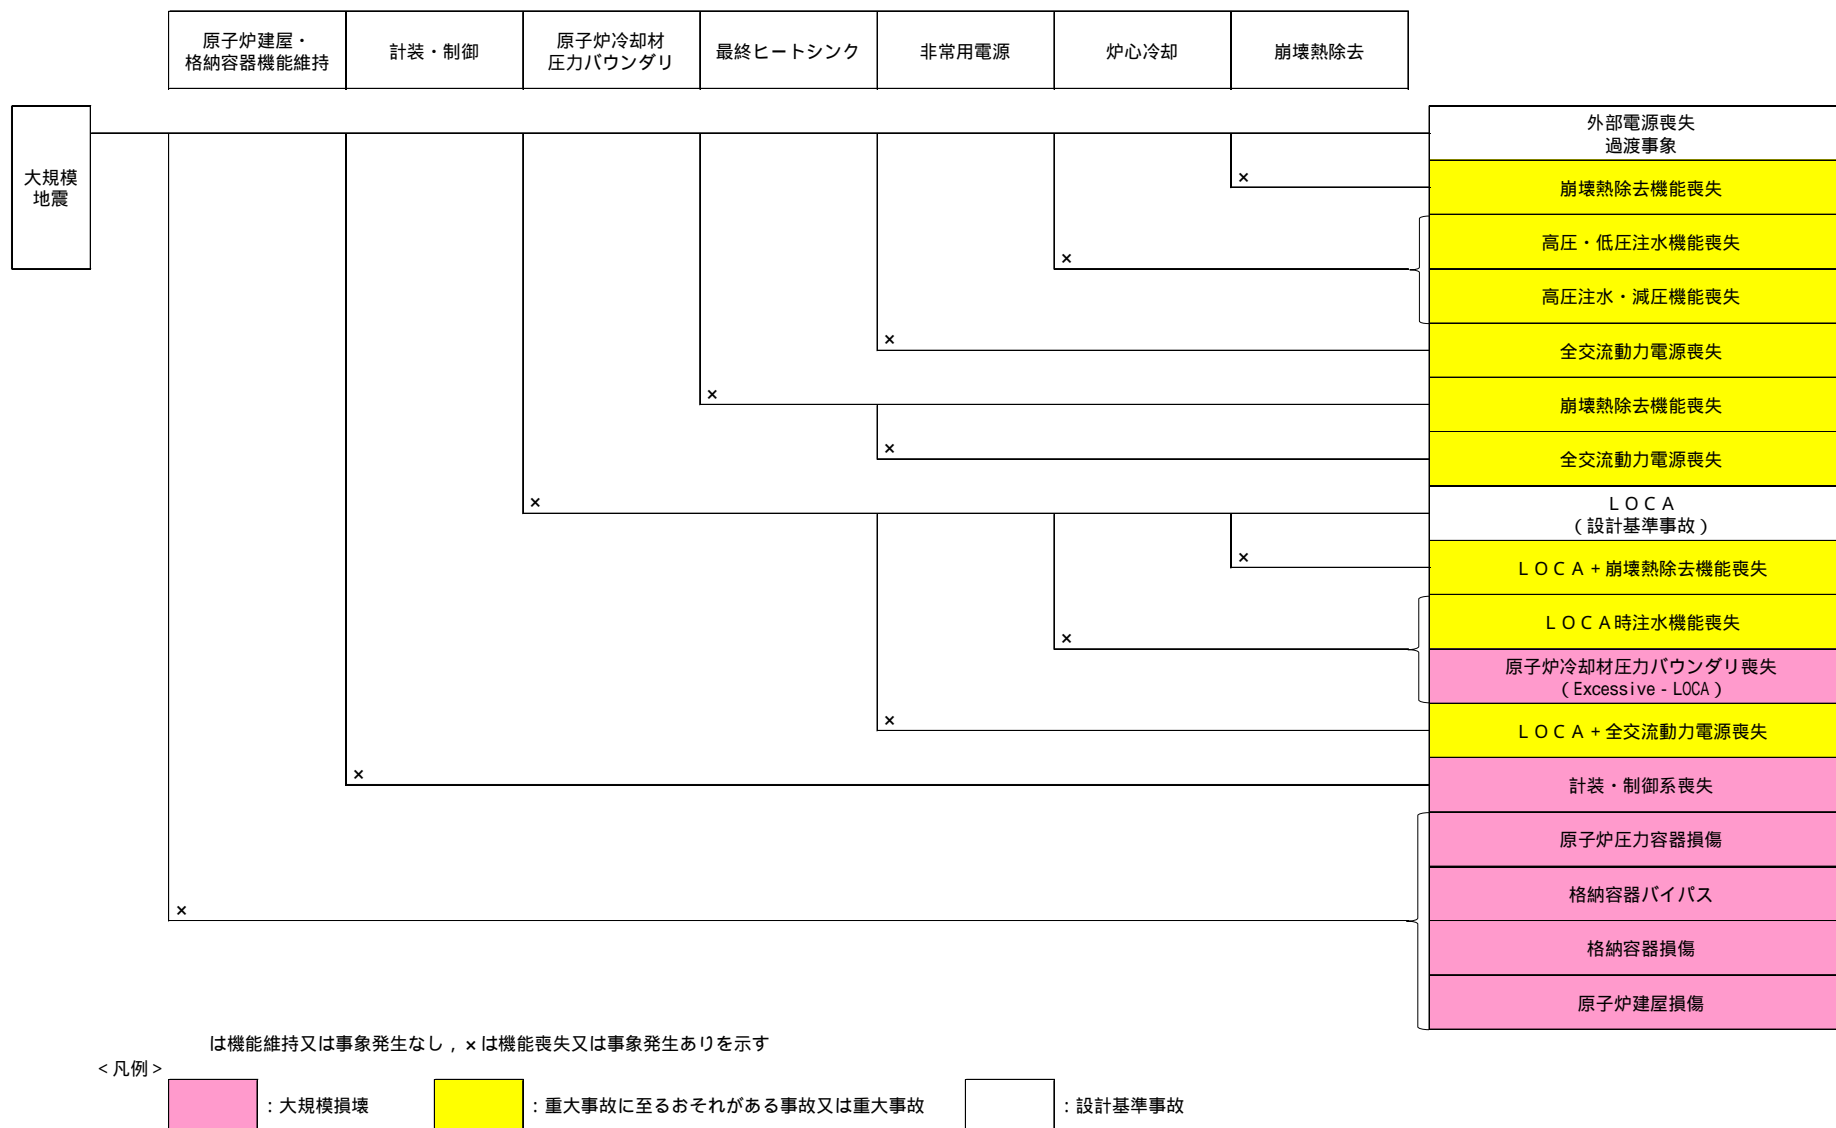 原子炉建屋・
格納容器機能維持
計装・制御
原子炉冷却材
圧力バウンダリ
最終ヒートシンク
非常用電源
炉心冷却
崩壊熱除去
大規模
地震
外部電源喪失
過渡事象
×
崩壊熱除去機能喪失
高圧・低圧注水機能喪失
×
高圧注水・減圧機能喪失
×
全交流動力電源喪失
×
崩壊熱除去機能喪失
×
全交流動力電源喪失
×
ＬＯＣＡ
（設計基準事故）
×
ＬＯＣＡ+崩壊熱除去機能喪失
ＬＯＣＡ時注水機能喪失
×
原子炉冷却材圧力バウンダリ喪失
（Excessive-LOCA）
×
ＬＯＣＡ+全交流動力電源喪失
×
計装・制御系喪失
原子炉圧力容器損傷
格納容器バイパス
×
格納容器損傷
原子炉建屋損傷
は機能維持又は事象発生なし，×は機能喪失又は事象発生ありを示す
<凡例>
：大規模損壊
：重大事故に至るおそれがある事故又は重大事故
：設計基準事故